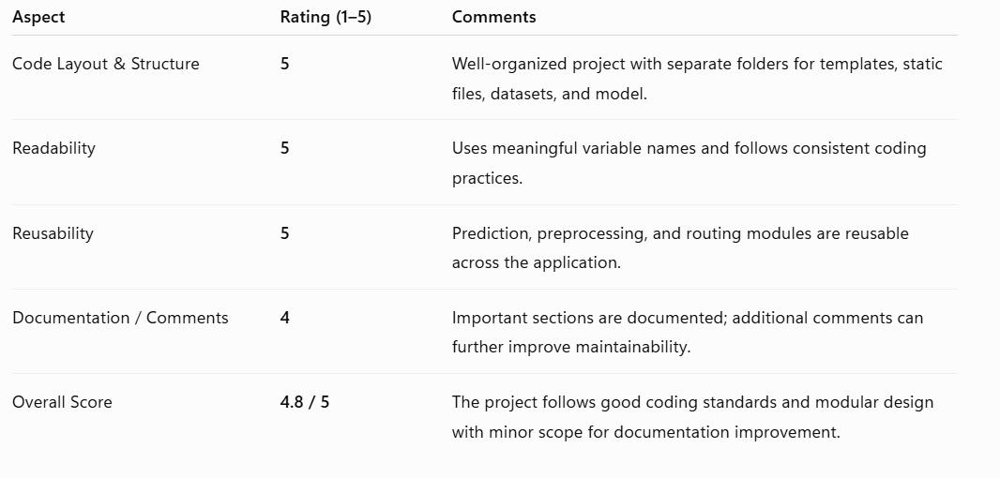 Aspect Rating (1–5) Comments
Code Layout & Structure 5 Well-organized project with separate folders for templates, static
files, datasets, and model.
Readability 5 Uses meaningful variable names and follows consistent coding
practices.
Reusability 5 Prediction, preprocessing, and routing modules are reusable
across the application.
Documentation / Comments 4 Important sections are documented; additional comments can
further improve maintainability.
Overall Score 4.8 / 5 The project follows good coding standards and modular design
with minor scope for documentation improvement.